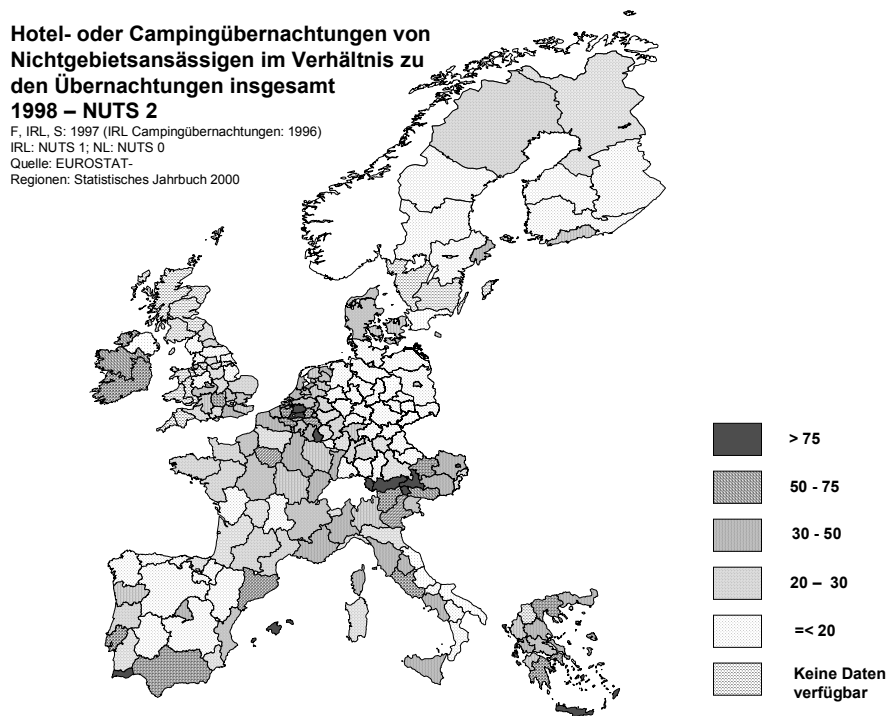 Hotel- oder Campingübernachtungen von
Nichtgebietsansässigen im Verhältnis zu
den Übernachtungen insgesamt
1998 – NUTS 2
F, IRL, S: 1997 (IRL Campingübernachtungen: 1996)
IRL: NUTS 1; NL: NUTS 0
Quelle: EUROSTAT-
Regionen: Statistisches Jahrbuch 2000
> 75
50 - 75
30 - 50
20 – 30
=< 20
Keine Daten
verfügbar